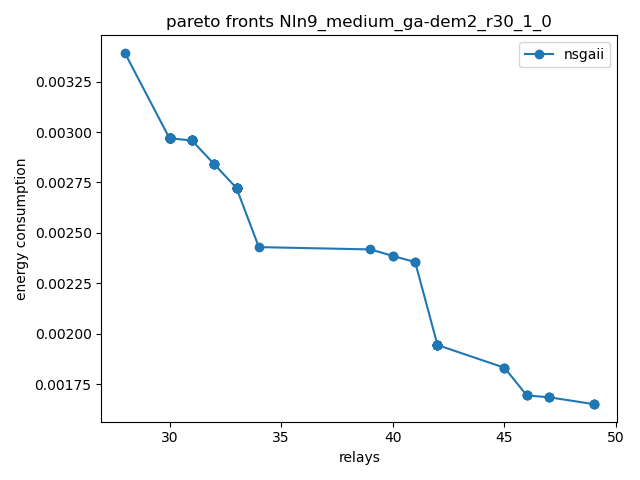 pareto fronts NIn9_medium_ga-dem2_r30_1_0
nsgaii
energy consumption
0.00325
0.00300
0.00275
0.00250
0.00225
0.00200
0.00175
30 35 40 45 50
relays